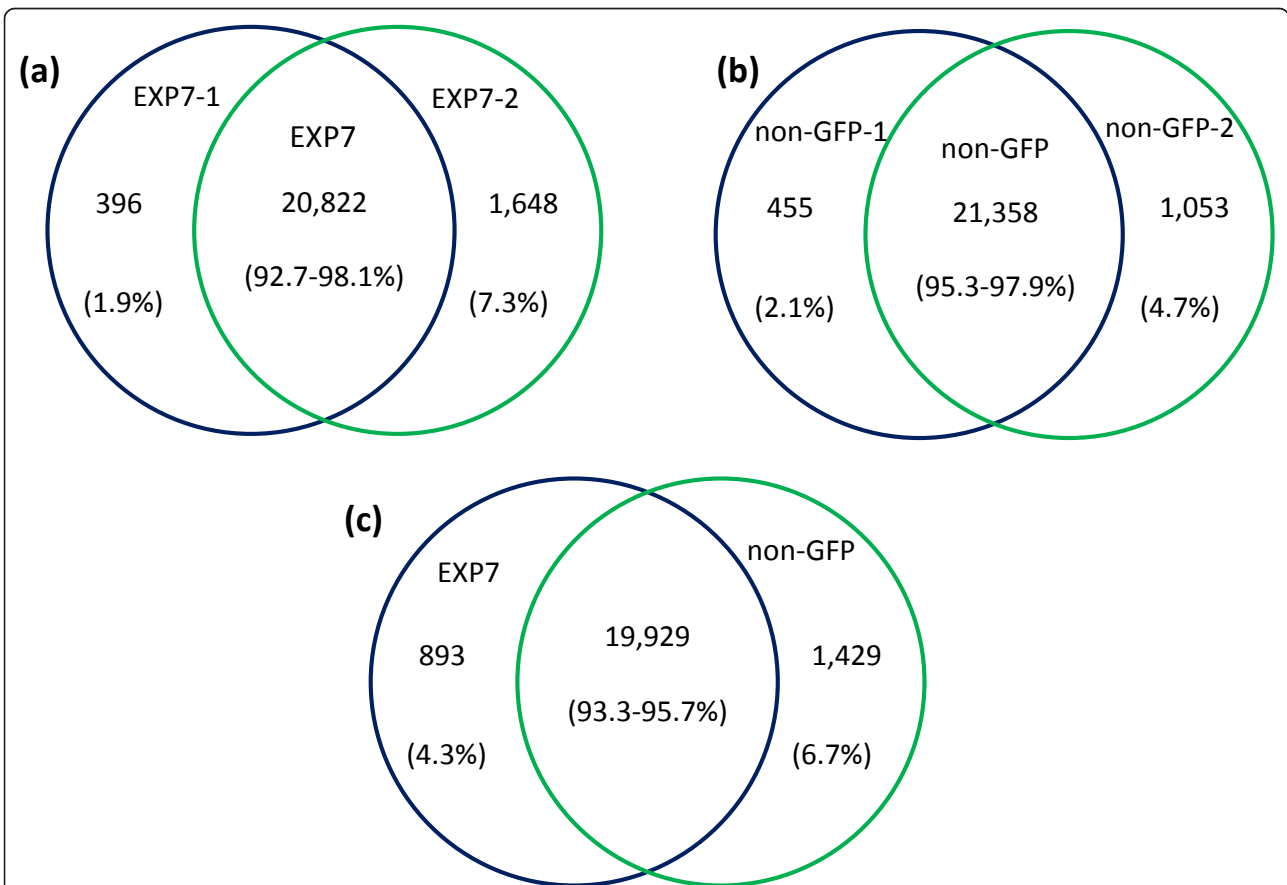 (a)
EXP7-1
EXP7-2
EXP7
396
20,822
1,648
(1.9%)
(92.7-98.1%)
(7.3%)
(b)
non-GFP-1
non-GFP
non-GFP-2
455
21,358
1,053
(2.1%)
(95.3-97.9%)
(4.7%)
(c)
EXP7
non-GFP
893
19,929
1,429
(4.3%)
(93.3-95.7%)
(6.7%)